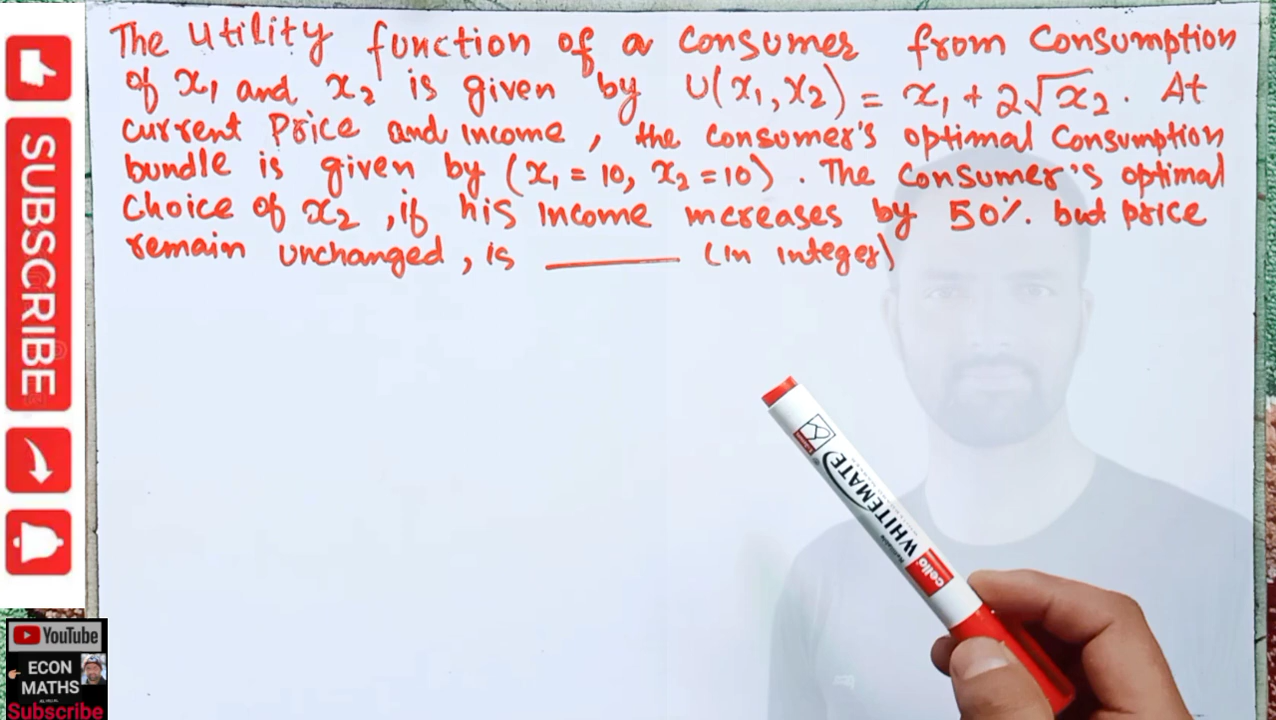 The Utility function of a consumer from Consumption
of x₁ and x₂ is given by U(x₁, x₂) = x₁ + 2√x₂. At
current Price and income, the consumer's optimal Consumption
bundle is given by (x₁ = 10, x₂ = 10). The Consumer's optimal
Choice of x₂, if his income increases by 50% but price
remain unchanged, is ______ (in integer)
SUBSCRIBE
cello
WHITEMATE
YouTube
ECON
MATHS
Subscribe